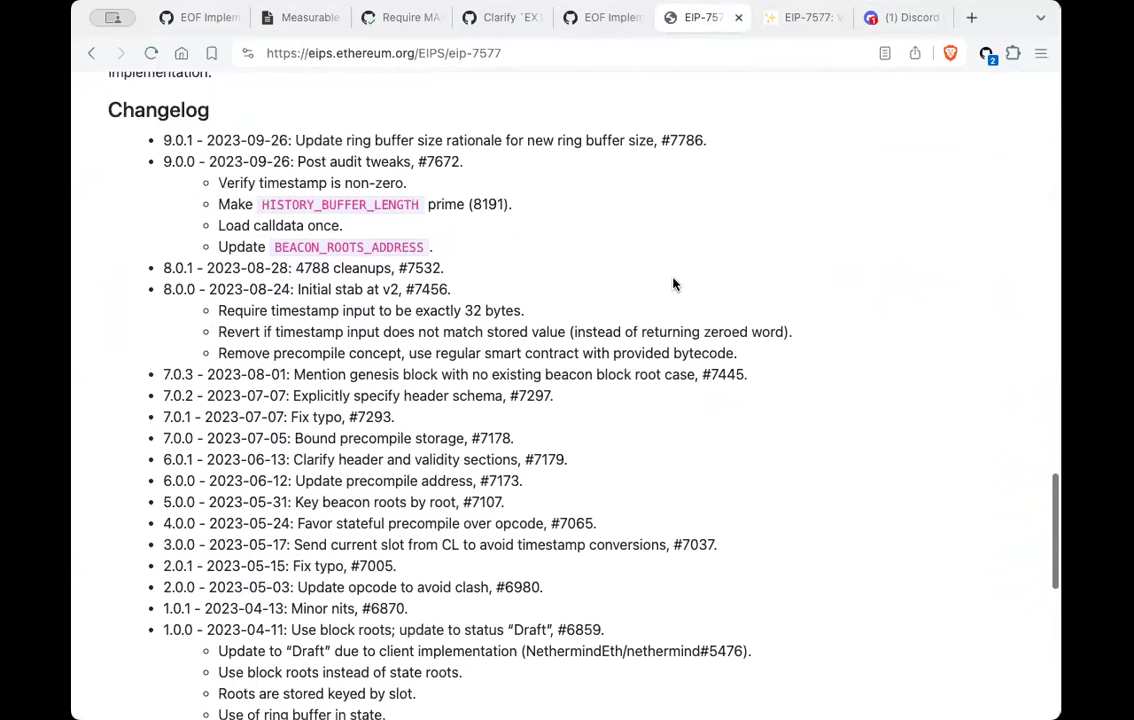 EOF Implem
Measurable
Require MA
Clarify `EXT
EOF Implem
EIP-757
EIP-7577: V
(1) Discord
https://eips.ethereum.org/EIPS/eip-7577
2
implementation.
Changelog
• 9.0.1 - 2023-09-26: Update ring buffer size rationale for new ring buffer size, #7786.
• 9.0.0 - 2023-09-26: Post audit tweaks, #7672.
◦ Verify timestamp is non-zero.
◦ Make HISTORY_BUFFER_LENGTH prime (8191).
◦ Load calldata once.
◦ Update BEACON_ROOTS_ADDRESS .
• 8.0.1 - 2023-08-28: 4788 cleanups, #7532.
• 8.0.0 - 2023-08-24: Initial stab at v2, #7456.
◦ Require timestamp input to be exactly 32 bytes.
◦ Revert if timestamp input does not match stored value (instead of returning zeroed word).
◦ Remove precompile concept, use regular smart contract with provided bytecode.
• 7.0.3 - 2023-08-01: Mention genesis block with no existing beacon block root case, #7445.
• 7.0.2 - 2023-07-07: Explicitly specify header schema, #7297.
• 7.0.1 - 2023-07-07: Fix typo, #7293.
• 7.0.0 - 2023-07-05: Bound precompile storage, #7178.
• 6.0.1 - 2023-06-13: Clarify header and validity sections, #7179.
• 6.0.0 - 2023-06-12: Update precompile address, #7173.
• 5.0.0 - 2023-05-31: Key beacon roots by root, #7107.
• 4.0.0 - 2023-05-24: Favor stateful precompile over opcode, #7065.
• 3.0.0 - 2023-05-17: Send current slot from CL to avoid timestamp conversions, #7037.
• 2.0.1 - 2023-05-15: Fix typo, #7005.
• 2.0.0 - 2023-05-03: Update opcode to avoid clash, #6980.
• 1.0.1 - 2023-04-13: Minor nits, #6870.
• 1.0.0 - 2023-04-11: Use block roots; update to status “Draft”, #6859.
◦ Update to “Draft” due to client implementation (NethermindEth/nethermind#5476).
◦ Use block roots instead of state roots.
◦ Roots are stored keyed by slot.
◦ Use of ring buffer in state.